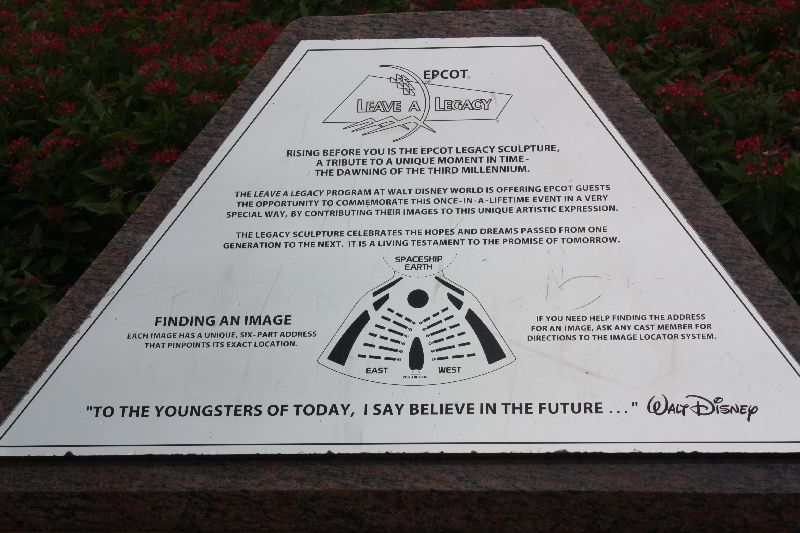 EPCOT
LEAVE A LEGACY
RISING BEFORE YOU IS THE EPCOT LEGACY SCULPTURE,
A TRIBUTE TO A UNIQUE MOMENT IN TIME-
THE DAWNING OF THE THIRD MILLENNIUM.
THE LEAVE A LEGACY PROGRAM AT WALT DISNEY WORLD IS OFFERING EPCOT GUESTS
THE OPPORTUNITY TO COMMEMORATE THIS ONCE-IN-A-LIFETIME EVENT IN A VERY
SPECIAL WAY, BY CONTRIBUTING THEIR IMAGES TO THIS UNIQUE ARTISTIC EXPRESSION.
THE LEGACY SCULPTURE CELEBRATES THE HOPES AND DREAMS PASSED FROM ONE
GENERATION TO THE NEXT. IT IS A LIVING TESTAMENT TO THE PROMISE OF TOMORROW.
SPACESHIP
EARTH
EAST
WEST
FINDING AN IMAGE
EACH IMAGE HAS A UNIQUE, SIX-PART ADDRESS
THAT PINPOINTS ITS EXACT LOCATION.
IF YOU NEED HELP FINDING THE ADDRESS
FOR AN IMAGE, ASK ANY CAST MEMBER FOR
DIRECTIONS TO THE IMAGE LOCATOR SYSTEM.
"TO THE YOUNGSTERS OF TODAY, I SAY BELIEVE IN THE FUTURE ..." WALT DISNEY